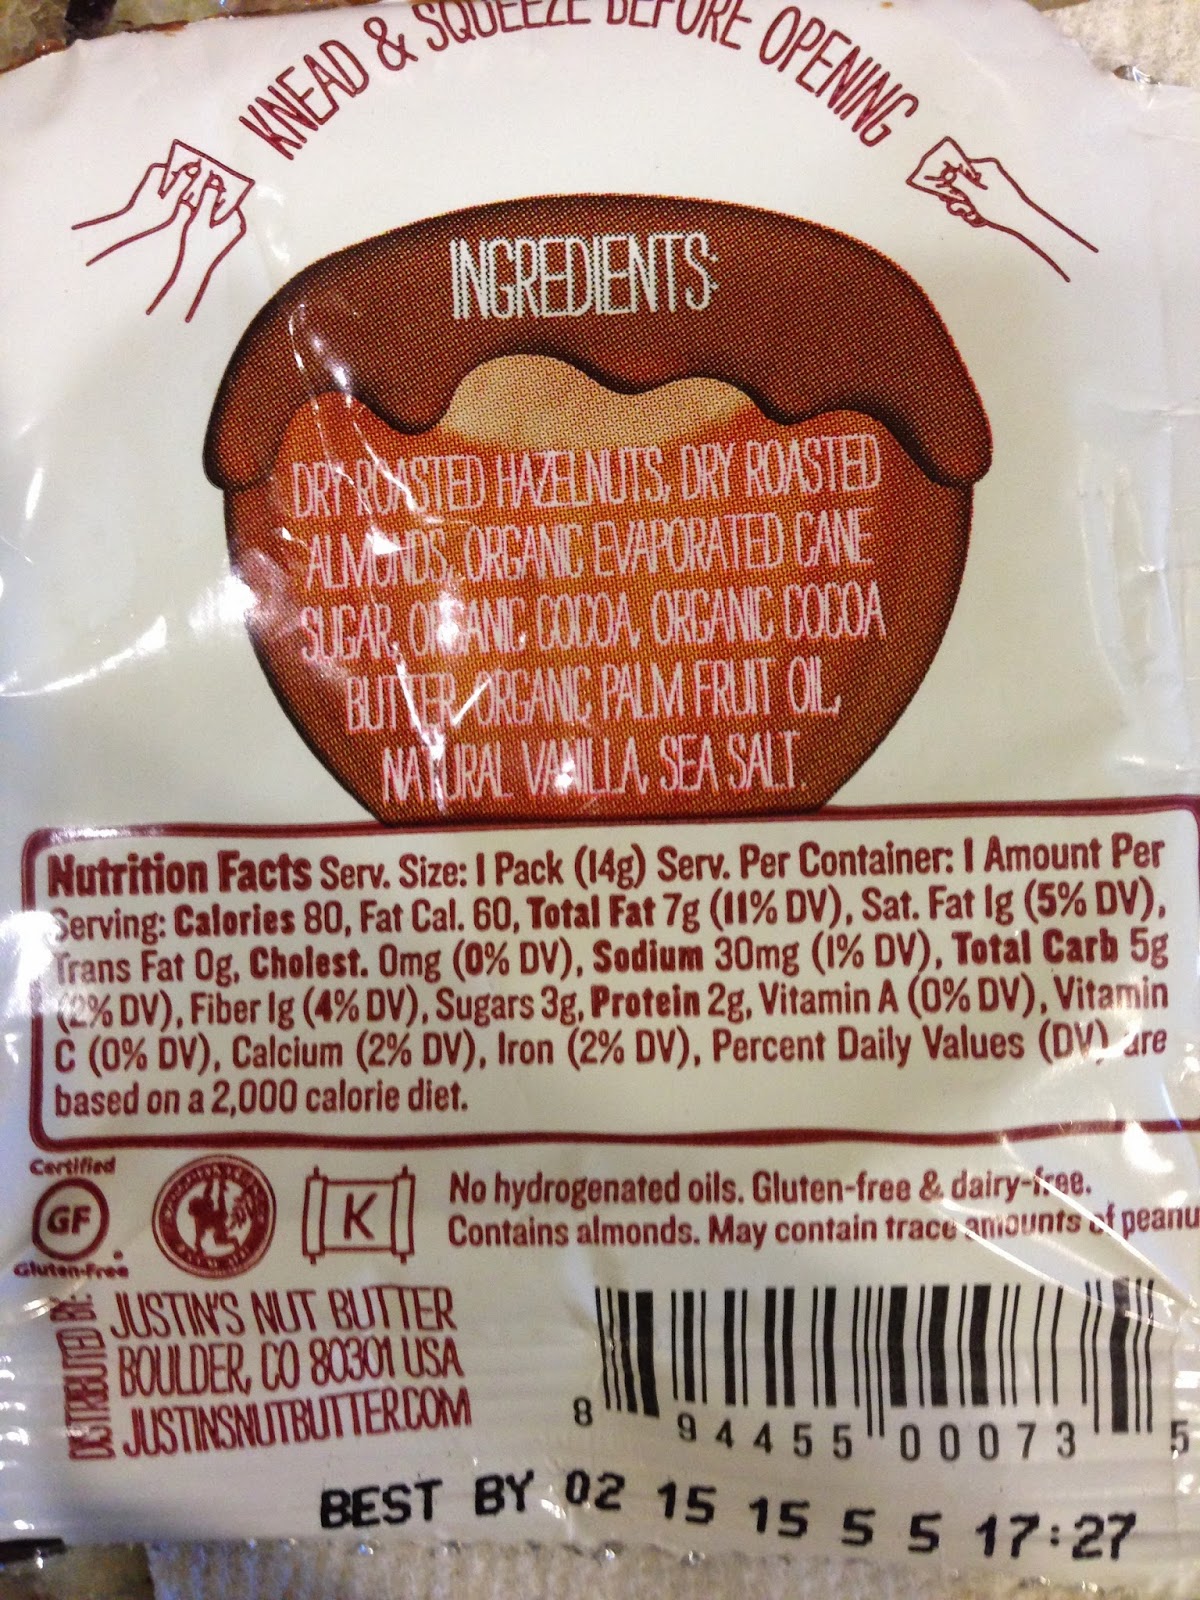 KNEAD & SQUEEZE BEFORE OPENING
INGREDIENTS:
DRY ROASTED HAZELNUTS, DRY ROASTED
ALMONDS, ORGANIC EVAPORATED CANE
SUGAR, ORGANIC COCOA, ORGANIC COCOA
BUTTER, ORGANIC PALM FRUIT OIL,
NATURAL VANILLA, SEA SALT.
Nutrition Facts Serv. Size: 1 Pack (14g) Serv. Per Container: 1 Amount Per
Serving: Calories 80, Fat Cal. 60, Total Fat 7g (11% DV), Sat. Fat 1g (5% DV),
Trans Fat 0g, Cholest. 0mg (0% DV), Sodium 30mg (1% DV), Total Carb 5g
(2% DV), Fiber 1g (4% DV), Sugars 3g, Protein 2g, Vitamin A (0% DV), Vitamin
C (0% DV), Calcium (2% DV), Iron (2% DV), Percent Daily Values (DV) are
based on a 2,000 calorie diet.
Certified
GF
Gluten-Free
K
No hydrogenated oils. Gluten-free & dairy-free.
Contains almonds. May contain trace amounts of peanu
DISTRIBUTED BY:
JUSTIN'S NUT BUTTER
BOULDER, CO 80301 USA
JUSTINSNUTBUTTER.COM
8 94455 00073 5
BEST BY 02 15 15 5 5 17:27